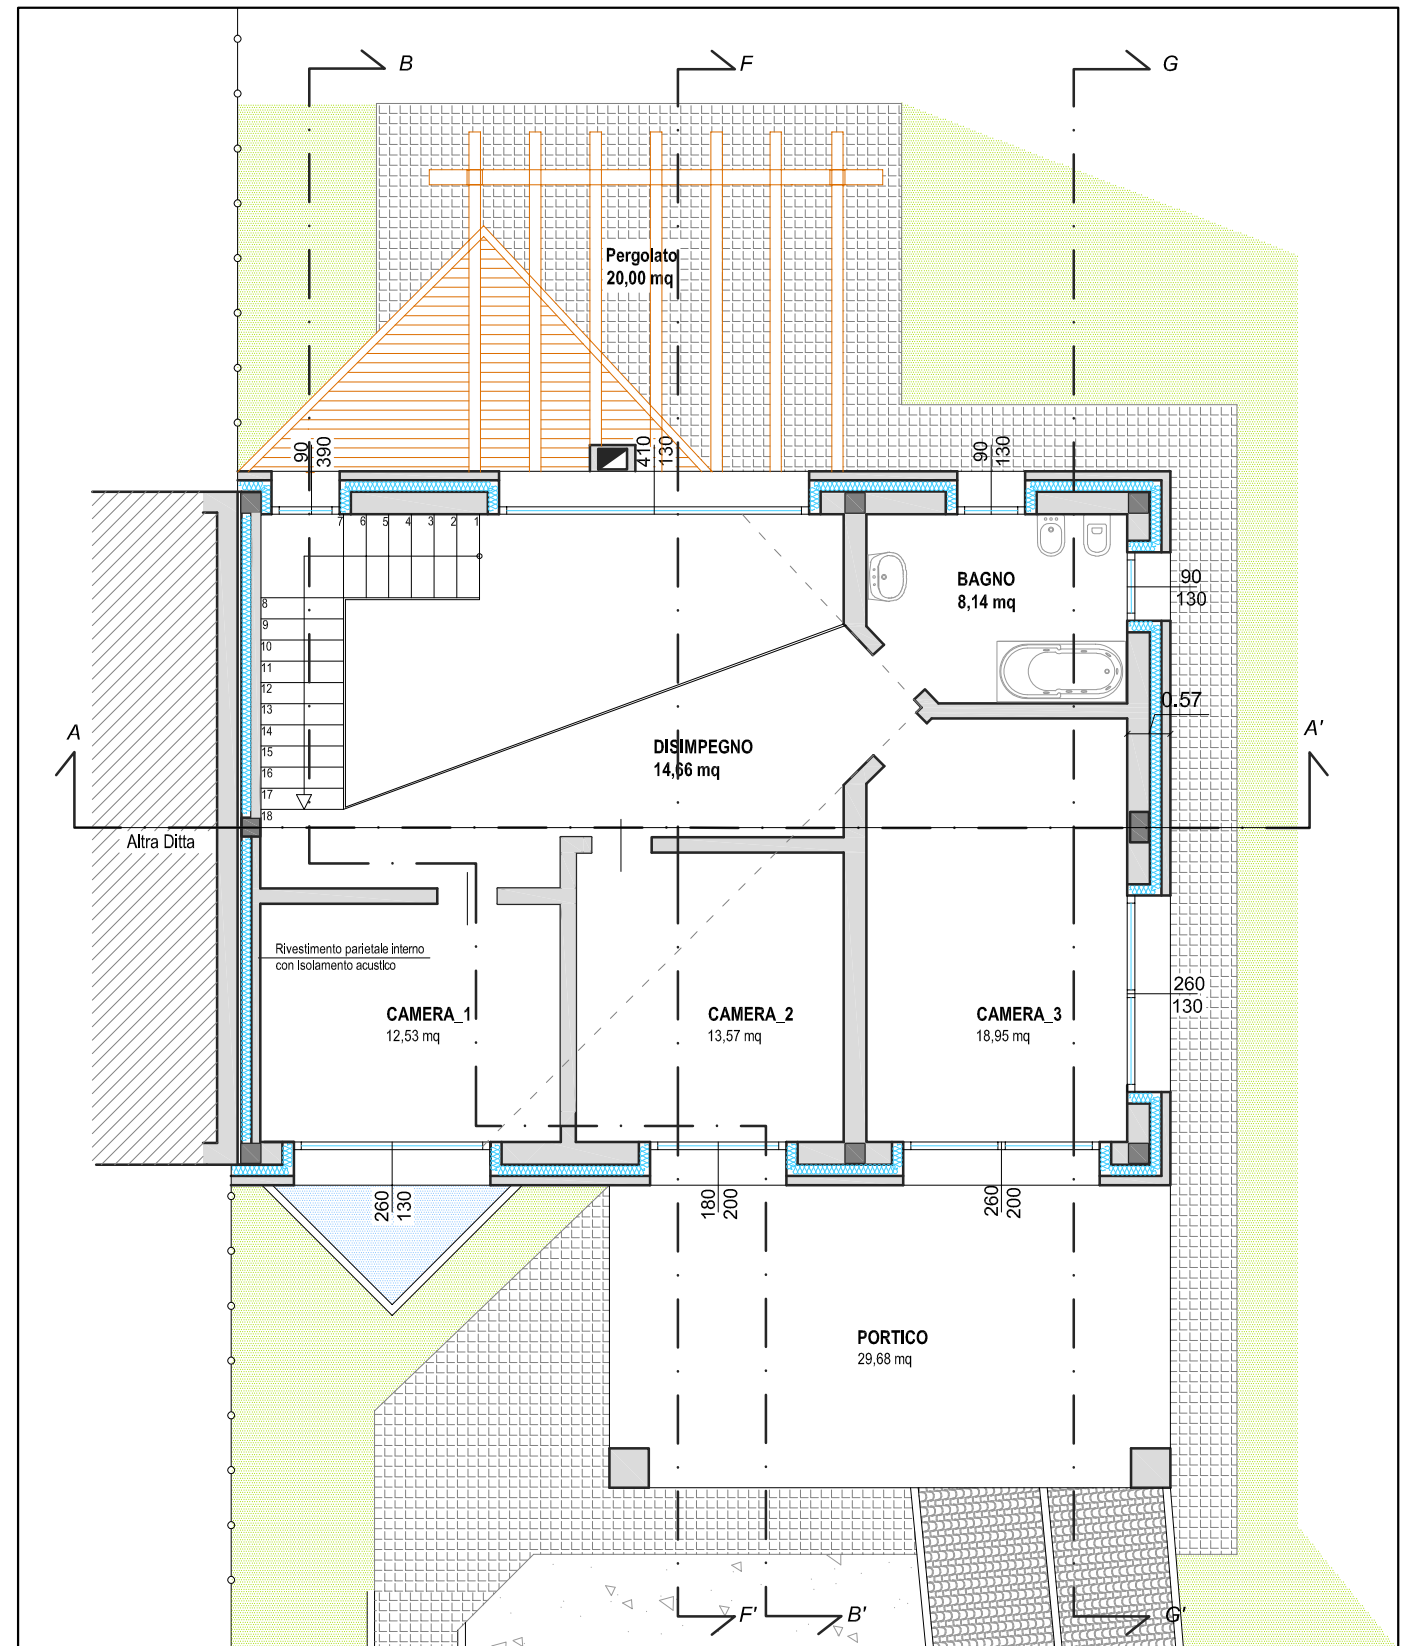 B
F
G
Pergolato
20,00 mq
90
390
410
130
90
130
7
6
5
4
3
2
1
8
9
10
11
12
13
14
15
16
17
18
BAGNO
8,14 mq
90
130
0.57
A
A'
DISIMPEGNO
14,66 mq
Altra Ditta
Rivestimento parietale interno
con Isolamento acustico
260
130
CAMERA_1
12,53 mq
CAMERA_2
13,57 mq
CAMERA_3
18,95 mq
260
130
180
200
260
200
PORTICO
29,68 mq
F'
B'
G'